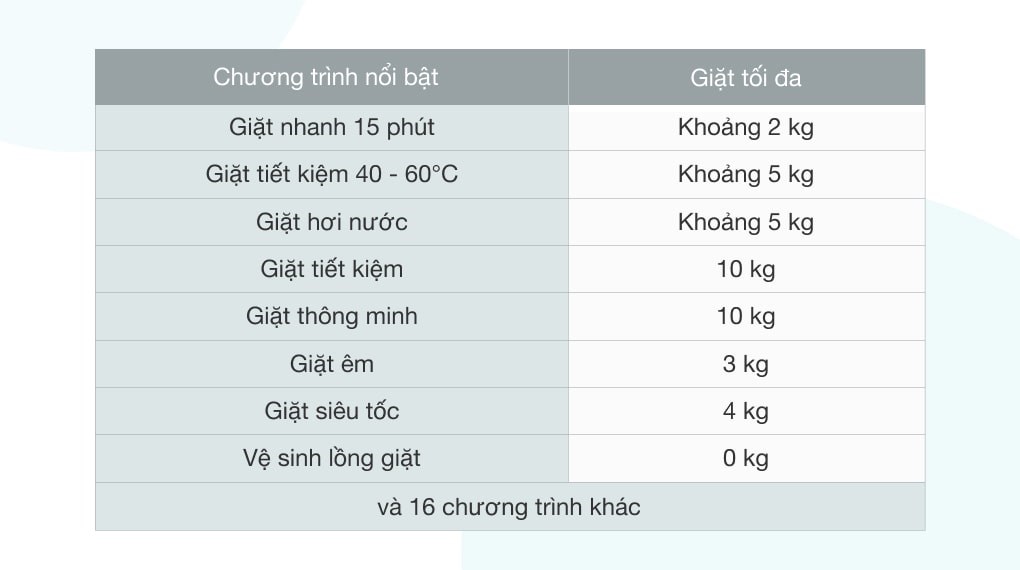 Chương trình nổi bật Giặt tối đa
Giặt nhanh 15 phút Khoảng 2 kg
Giặt tiết kiệm 40 - 60°C Khoảng 5 kg
Giặt hơi nước Khoảng 5 kg
Giặt tiết kiệm 10 kg
Giặt thông minh 10 kg
Giặt êm 3 kg
Giặt siêu tốc 4 kg
Vệ sinh lồng giặt 0 kg
và 16 chương trình khác